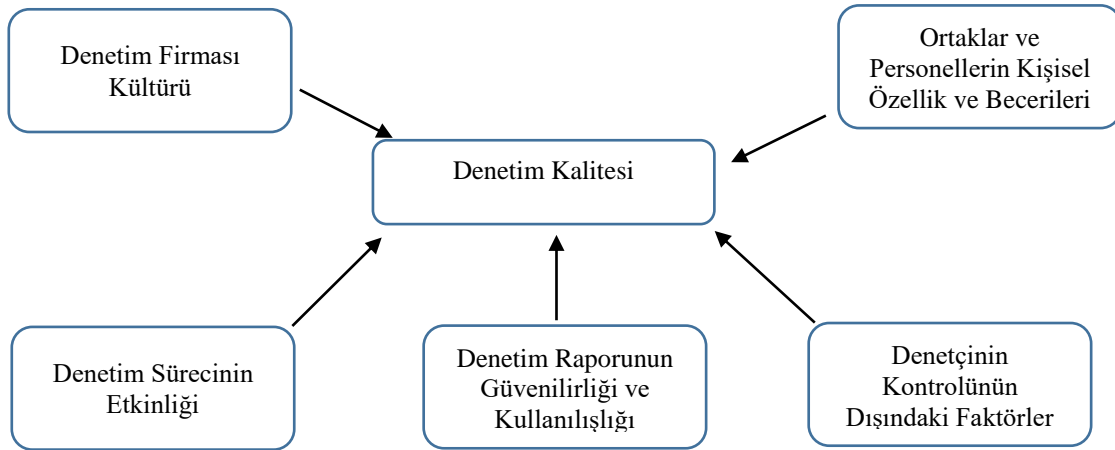 Denetim Firması
Kültürü
Ortaklar ve
Personellerin Kişisel
Özellik ve Becerileri
Denetim Kalitesi
Denetim Sürecinin
Etkinliği
Denetim Raporunun
Güvenilirliği ve
Kullanılışlığı
Denetçinin
Kontrolünün
Dışındaki Faktörler